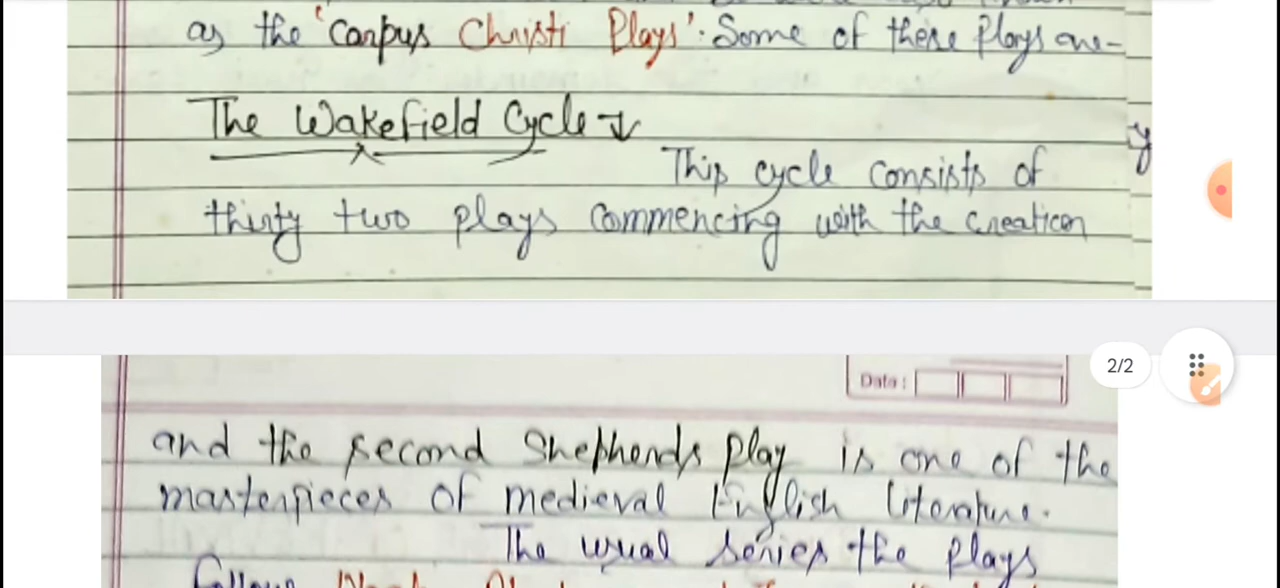 as the 'Corpus Christi Plays'. Some of these plays are-
The Wakefield Cycle
This cycle consists of
thirty two plays commencing with the creation
y
2/2
Date :
and the second Shepherds play is one of the
masterpieces of medieval English literature.
The usual series the plays